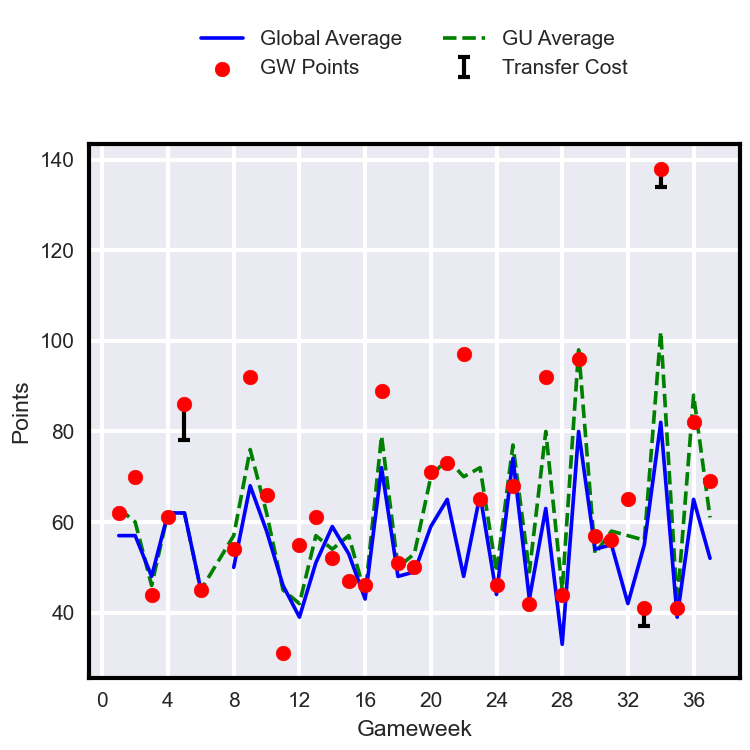 Global Average
GU Average
GW Points
Transfer Cost
140
120
100
80
60
40
Points
0 4 8 12 16 20 24 28 32 36
Gameweek